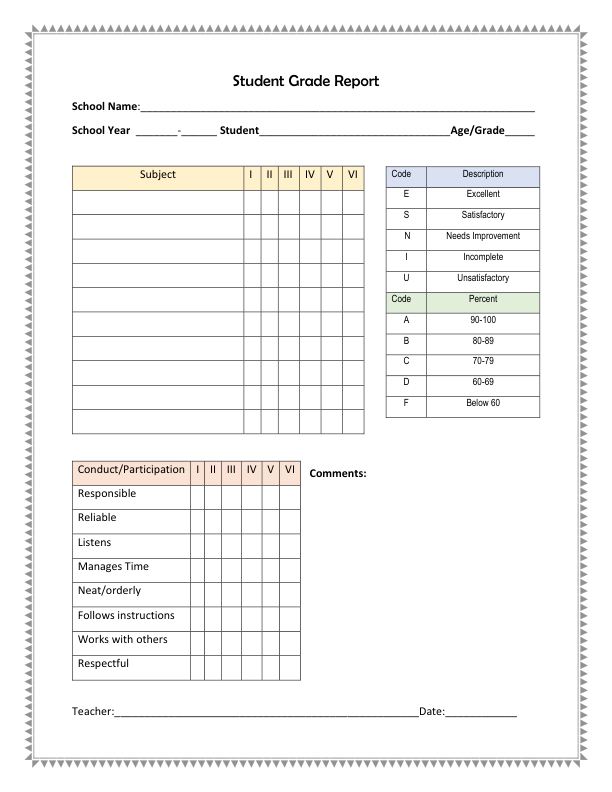 Student Grade Report
School Name:_______________________________________________
School Year _______-______ Student________________________________Age/Grade_____
Subject I II III IV V VI
Code Description
E Excellent
S Satisfactory
N Needs Improvement
I Incomplete
U Unsatisfactory
Code Percent
A 90-100
B 80-89
C 70-79
D 60-69
F Below 60
Conduct/Participation I II III IV V VI
Comments:
Responsible
Reliable
Listens
Manages Time
Neat/orderly
Follows instructions
Works with others
Respectful
Teacher:___________________________________________________Date:____________